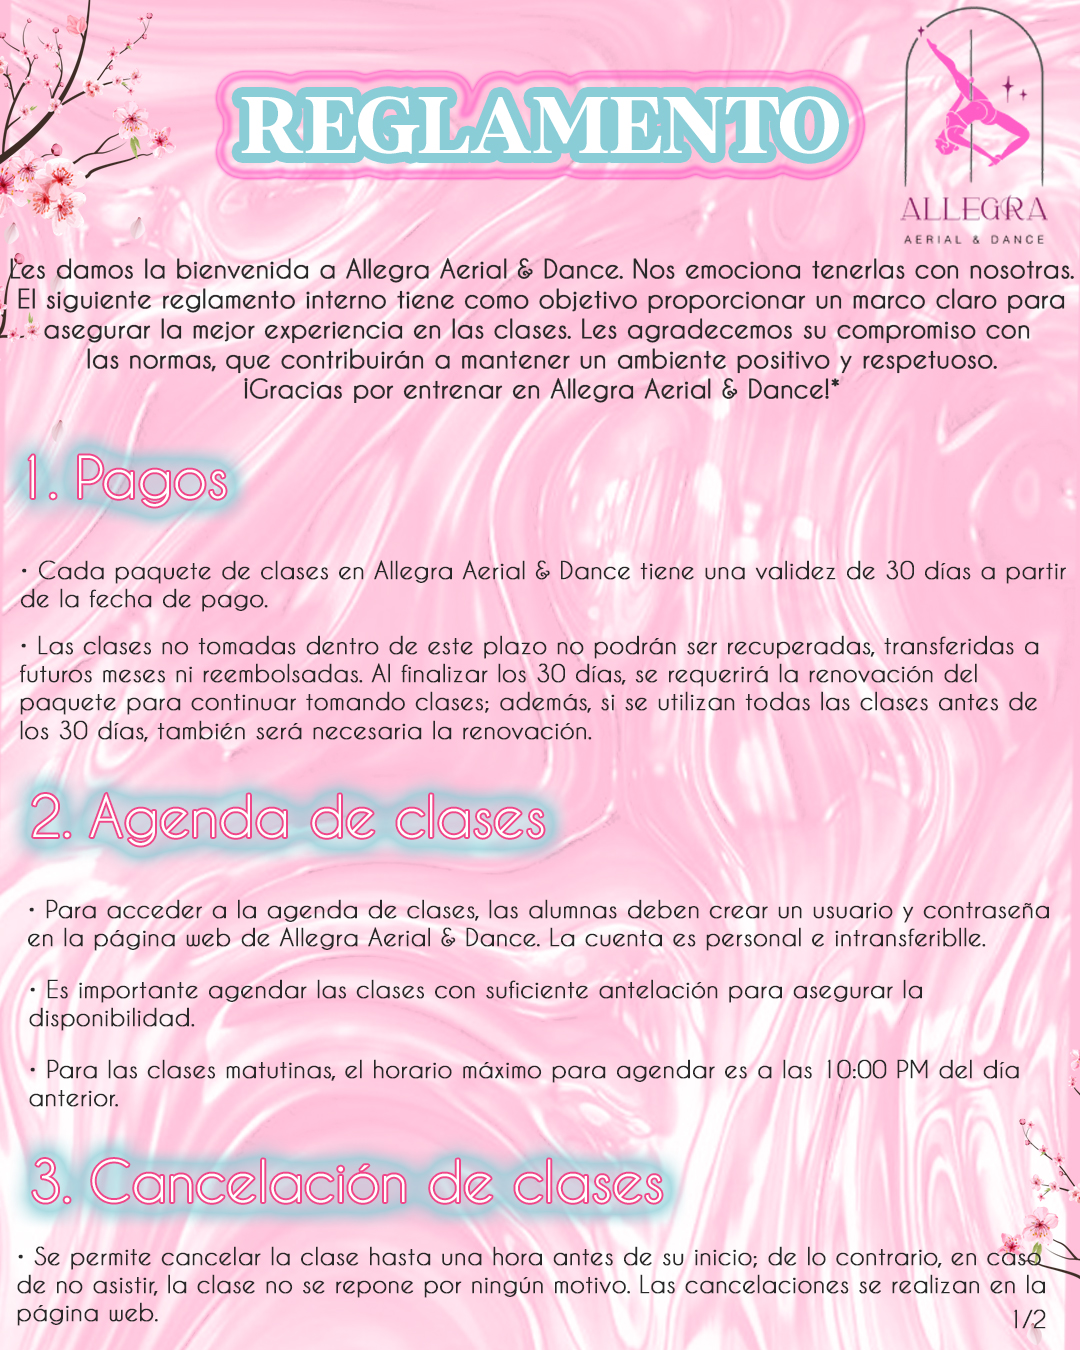 REGLAMENTO
ALLEGRA
AERIAL & DANCE
Les damos la bienvenida a Allegra Aerial & Dance. Nos emociona tenerlas con nosotras.
El siguiente reglamento interno tiene como objetivo proporcionar un marco claro para
asegurar la mejor experiencia en las clases. Les agradecemos su compromiso con
las normas, que contribuirán a mantener un ambiente positivo y respetuoso.
¡Gracias por entrenar en Allegra Aerial & Dance!*
1. Pagos
• Cada paquete de clases en Allegra Aerial & Dance tiene una validez de 30 días a partir
de la fecha de pago.
• Las clases no tomadas dentro de este plazo no podrán ser recuperadas, transferidas a
futuros meses ni reembolsadas. Al finalizar los 30 días, se requerirá la renovación del
paquete para continuar tomando clases; además, si se utilizan todas las clases antes de
los 30 días, también será necesaria la renovación.
2. Agenda de clases
• Para acceder a la agenda de clases, las alumnas deben crear un usuario y contraseña
en la página web de Allegra Aerial & Dance. La cuenta es personal e intransferiblle.
• Es importante agendar las clases con suficiente antelación para asegurar la
disponibilidad.
• Para las clases matutinas, el horario máximo para agendar es a las 10:00 PM del día
anterior.
3. Cancelación de clases
• Se permite cancelar la clase hasta una hora antes de su inicio; de lo contrario, en caso
de no asistir, la clase no se repone por ningún motivo. Las cancelaciones se realizan en la
página web.
1/2